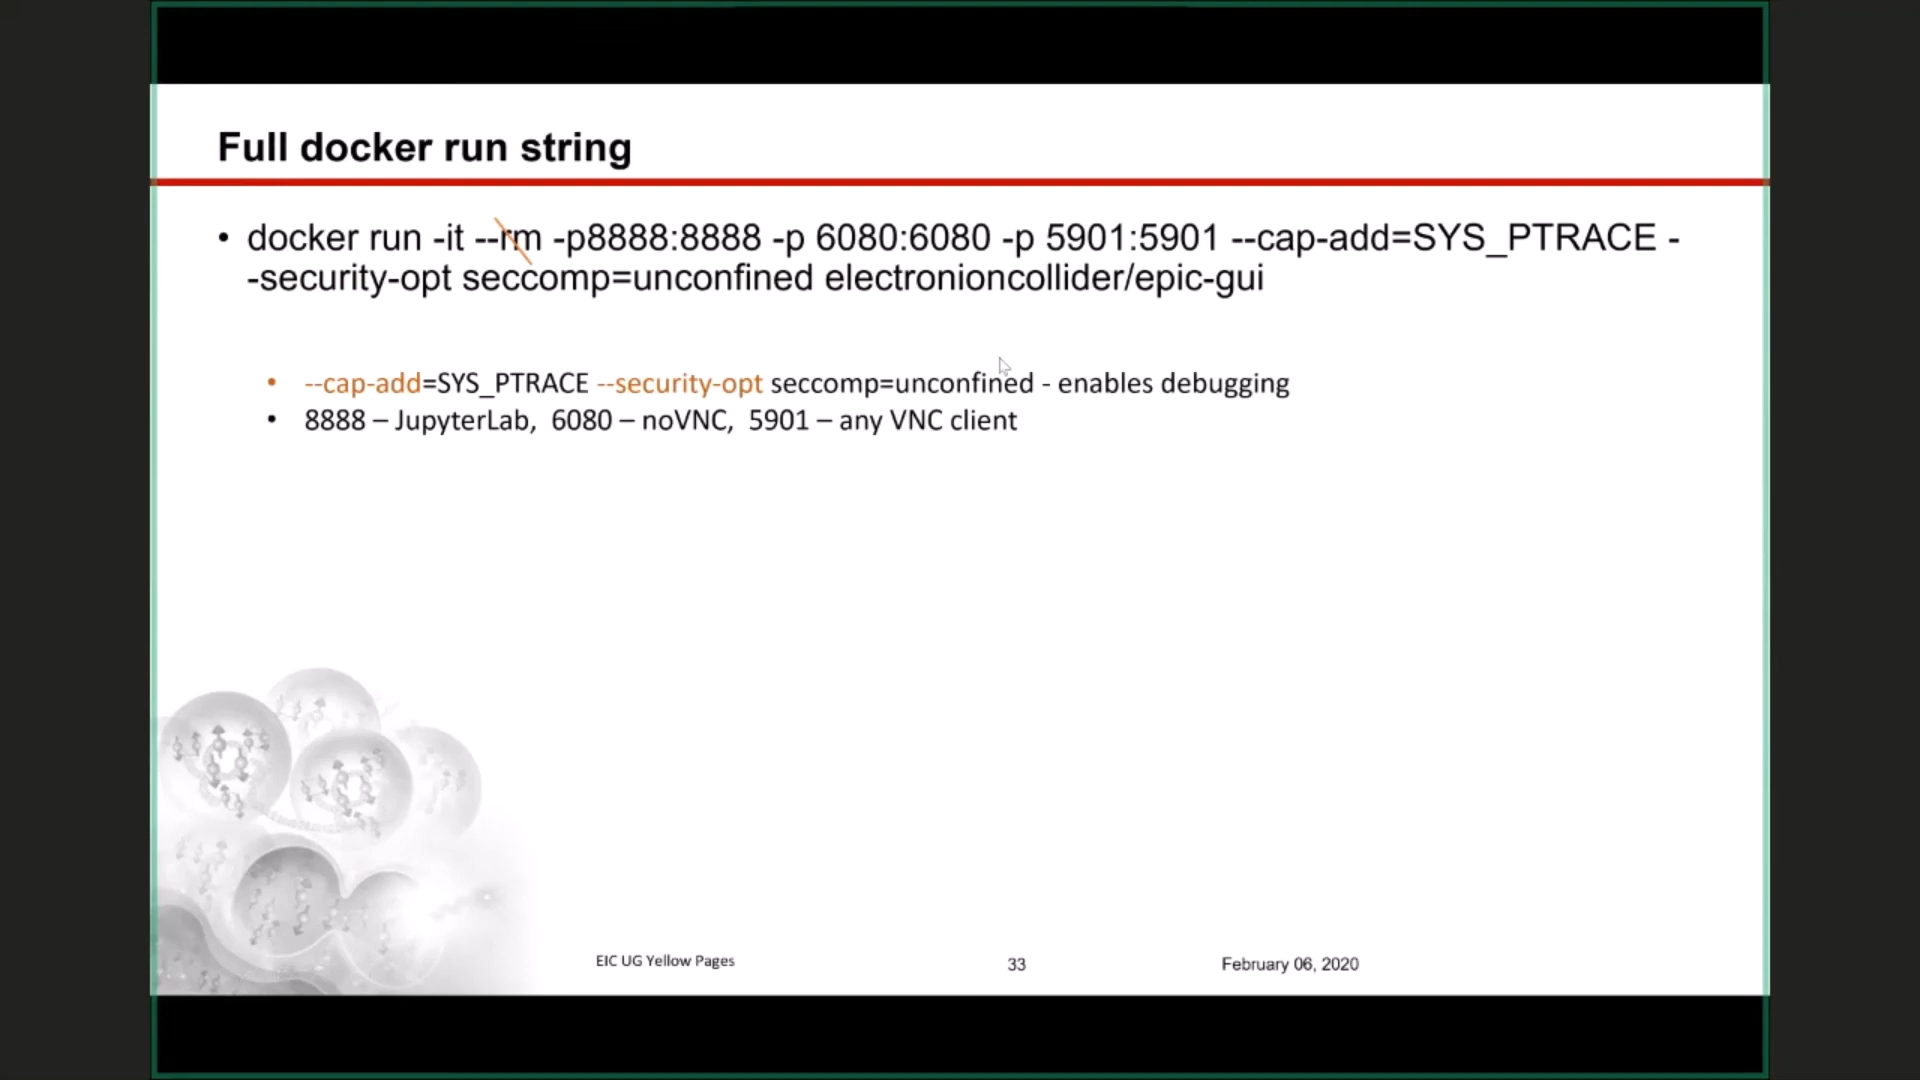 Full docker run string
• docker run -it --rm -p8888:8888 -p 6080:6080 -p 5901:5901 --cap-add=SYS_PTRACE -
-security-opt seccomp=unconfined electronioncollider/epic-gui
• --cap-add=SYS_PTRACE --security-opt seccomp=unconfined - enables debugging
• 8888 – JupyterLab, 6080 – noVNC, 5901 – any VNC client
EIC UG Yellow Pages
33
February 06, 2020